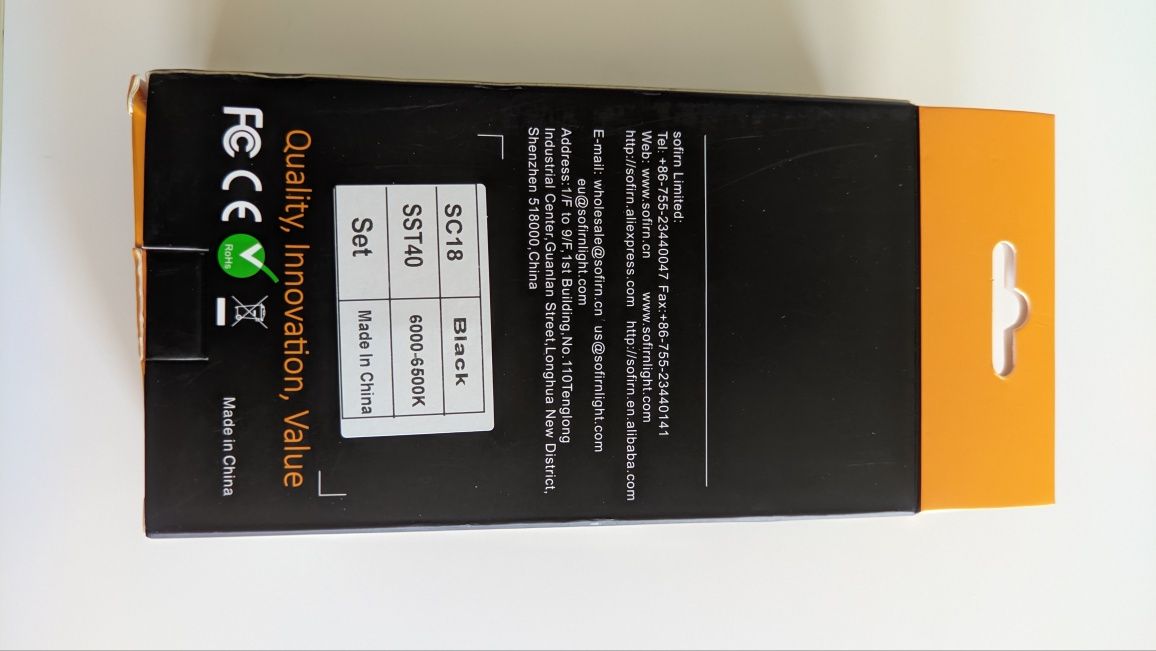 sofirn Limited:
Tel: +86-755-23440047 Fax:+86-755-23440141
Web: www.sofirn.cn www.sofirnlight.com
http://sofirn.aliexpress.com http://sofirn.en.alibaba.com
E-mail: wholesale@sofirn.cn us@sofirnlight.com
eu@sofirnlight.com
Address:1/F to 9/F,1st Building,No.110Tenglong
Industrial Center,Guanlan Street,Longhua New District,
Shenzhen 518000,China
SC18 Black
SST40 6000-6500K
Set Made In China
Quality, Innovation, Value
FC CE RoHs Made in China